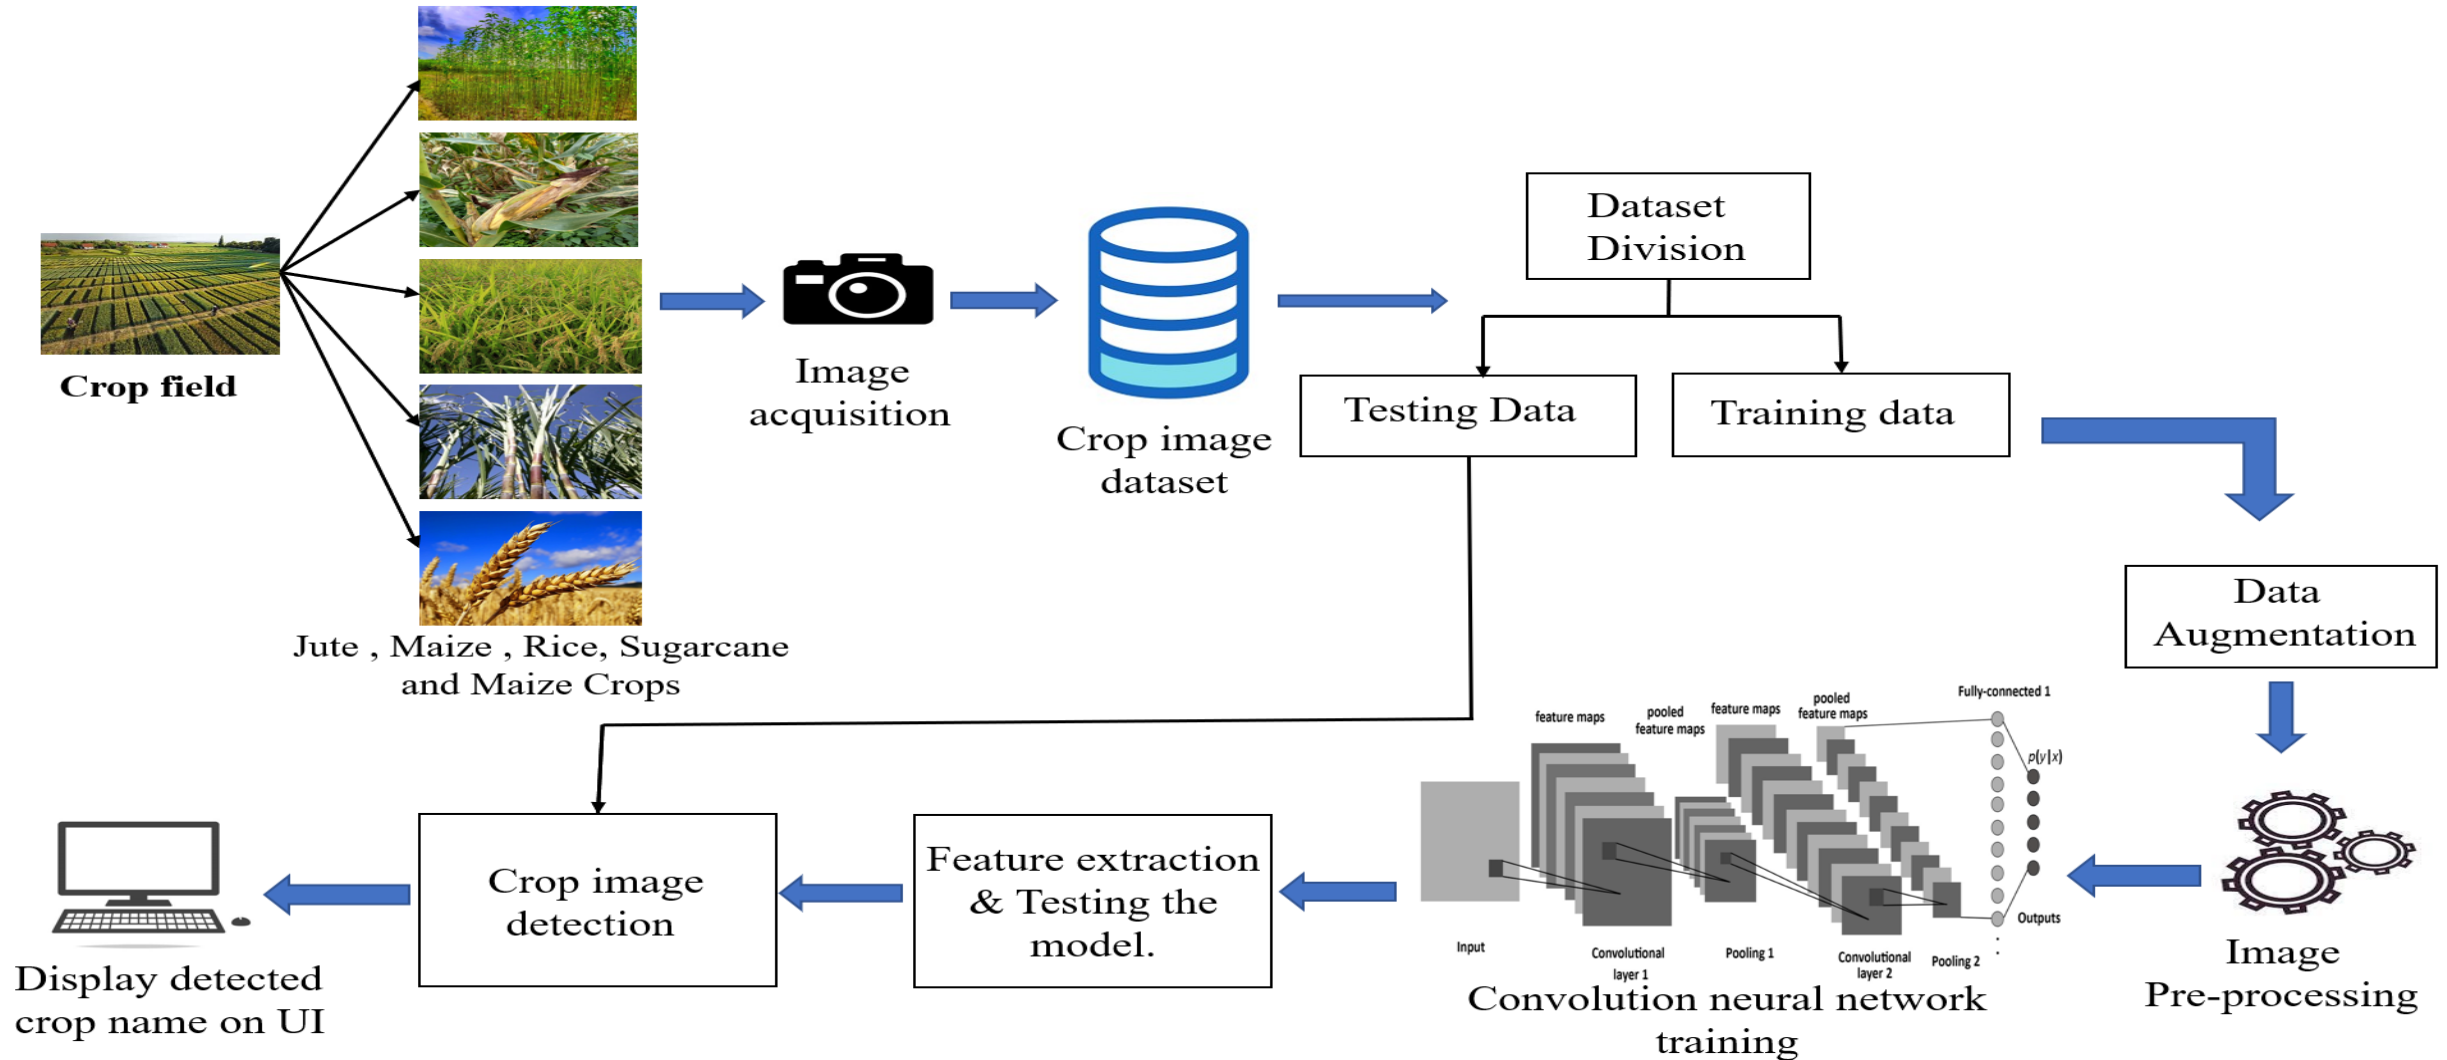 Crop field
Jute , Maize , Rice, Sugarcane
and Maize Crops
Image
acquisition
Crop image
dataset
Dataset
Division
Testing Data
Training data
Data
Augmentation
Image
Pre-processing
feature maps
pooled
feature maps
feature maps
pooled
feature maps
Fully-connected 1
p(y|x)
Outputs
Input
Convolutional
layer 1
Pooling 1
Convolutional
layer 2
Pooling 2
Convolution neural network
training
Feature extraction
& Testing the
model.
Crop image
detection
Display detected
crop name on UI